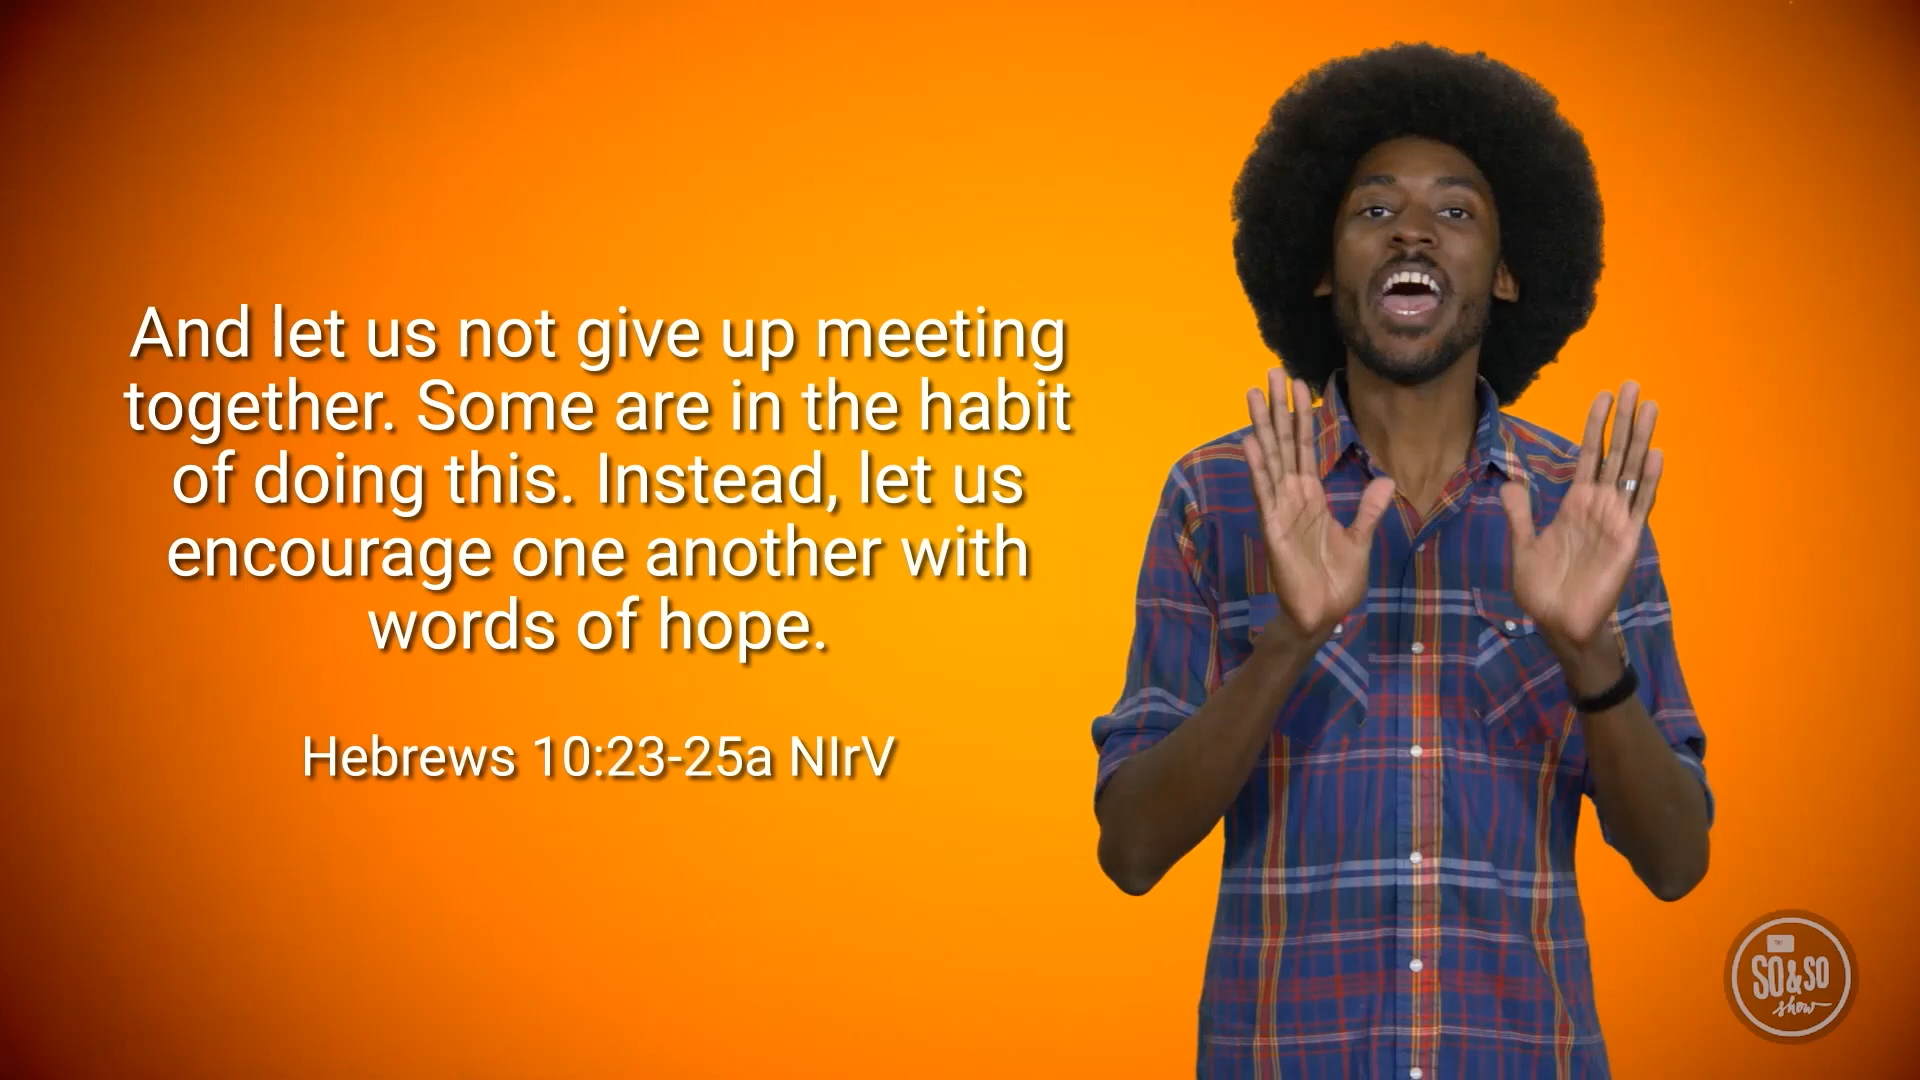 And let us not give up meeting
together. Some are in the habit
of doing this. Instead, let us
encourage one another with
words of hope.
Hebrews 10:23-25a NIrV
SO&SO
show